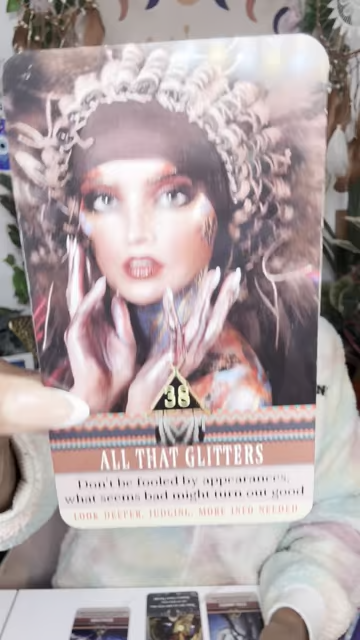 38
ALL THAT GLITTERS
Don't be fooled by appearances,
what seems bad might turn out good
LOOK DEEPER, JUDGING, MORE INFO NEEDED